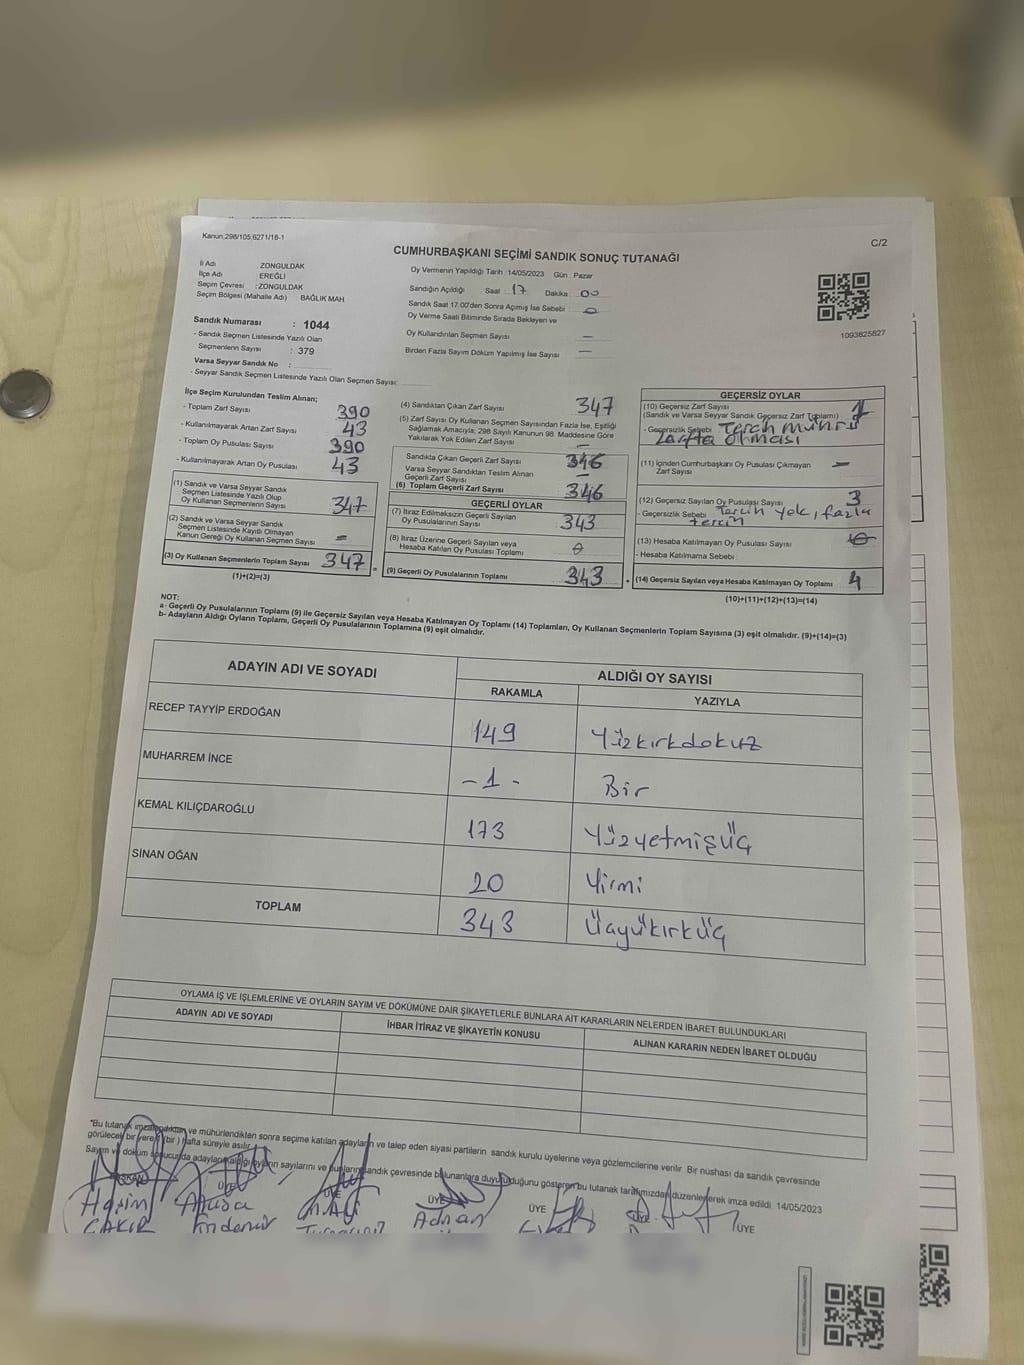 Kanun.298/105,6271/18-1
C/2
CUMHURBAŞKANI SEÇİMİ SANDIK SONUÇ TUTANAĞI
İl Adı ZONGULDAK
İlçe Adı EREĞLİ
Seçim Çevresi : ZONGULDAK
Seçim Bölgesi (Mahalle Adı) BAĞLIK MAH
Sandık Numarası : 1044
- Sandık Seçmen Listesinde Yazılı Olan
Seçmenlerin Sayısı : 379
Varsa Seyyar Sandık No :
- Seyyar Sandık Seçmen Listesinde Yazılı Olan Seçmen Sayısı:
Oy Vermenin Yapıldığı Tarih : 14/05/2023 Gün : Pazar
Sandığın Açıldığı Saat 17 Dakika : 00
Sandık Saat 17:00'den Sonra Açmış İse Sebebi :
Oy Verme Saati Bitiminde Sırada Bekleyen ve
Oy Kullandırılan Seçmen Sayısı —
Birden Fazla Sayım Döküm Yapılmış İse Sayısı —
1093825827
İlçe Seçim Kurulundan Teslim Alınan;
- Toplam Zarf Sayısı 390
- Kullanılmayarak Artan Zarf Sayısı 43
- Toplam Oy Pusulası Sayısı 390
- Kullanılmayarak Artan Oy Pusulası 43
(1) Sandık ve Varsa Seyyar Sandık
Seçmen Listesinde Yazılı Olup
Oy Kullanan Seçmenlerin Sayısı 347
(2) Sandık ve Varsa Seyyar Sandık
Seçmen Listesinde Kayıtlı Olmayan
Kanun Gereği Oy Kullanan Seçmen Sayısı —
(3) Oy Kullanan Seçmenlerin Toplam Sayısı 347 =
(1)+(2)=(3)
(4) Sandıktan Çıkan Zarf Sayısı 347
(5) Zarf Sayısı Oy Kullanan Seçmen Sayısından Fazla İse, Eşitliği
Sağlamak Amacıyla; 298 Sayılı Kanunun 98. Maddesine Göre
Yakılarak Yok Edilen Zarf Sayısı —
Sandıkta Çıkan Geçerli Zarf Sayısı 346
Varsa Seyyar Sandıktan Teslim Alınan
Geçerli Zarf Sayısı —
(6) Toplam Geçerli Zarf Sayısı 346
GEÇERLİ OYLAR
(7) İtiraz Edilmeksizin Geçerli Sayılan
Oy Pusulalarının Sayısı 343
(8) İtiraz Üzerine Geçerli Sayılan veya
Hesaba Katılan Oy Pusulası Toplamı
(9) Geçerli Oy Pusulalarının Toplamı 343
GEÇERSİZ OYLAR
(10) Geçersiz Zarf Sayısı
(Sandık ve Varsa Seyyar Sandık Geçersiz Zarf Toplamı) 1
- Geçersizlik Sebebi Tercih mührü
zarfta olması
(11) İçinden Cumhurbaşkanı Oy Pusulası Çıkmayan
Zarf Sayısı —
(12) Geçersiz Sayılan Oy Pusulası Sayısı 3
- Geçersizlik Sebebi Tercih yok, fazla
tercih
(13) Hesaba Katılmayan Oy Pusulası Sayısı
- Hesaba Katılmama Sebebi
(14) Geçersiz Sayılan veya Hesaba Katılmayan Oy Toplamı 4
(10)+(11)+(12)+(13)=(14)
NOT:
a- Geçerli Oy Pusulalarının Toplamı (9) ile Geçersiz Sayılan veya Hesaba Katılmayan Oy Toplamı (14) Toplamları, Oy Kullanan Seçmenlerin Toplam Sayısına (3) eşit olmalıdır. (9)+(14)=(3)
b- Adayların Aldığı Oyların Toplamı, Geçerli Oy Pusulalarının Toplamına (9) eşit olmalıdır.
ADAYIN ADI VE SOYADI
ALDIĞI OY SAYISI
RAKAMLA YAZIYLA
RECEP TAYYİP ERDOĞAN 149 Yüzkırkdokuz
MUHARREM İNCE -1- Bir
KEMAL KILIÇDAROĞLU 173 Yüzyetmişüç
SİNAN OĞAN 20 Yirmi
TOPLAM 343 Üçyükırküç
OYLAMA İŞ VE İŞLEMLERİNE VE OYLARIN SAYIM VE DÖKÜMÜNE DAİR ŞİKAYETLERLE BUNLARA AİT KARARLARIN NELERDEN İBARET BULUNDUKLARI
ADAYIN ADI VE SOYADI İHBAR İTİRAZ VE ŞİKAYETİN KONUSU ALINAN KARARIN NEDEN İBARET OLDUĞU
*Bu tutanak imzalandıktan ve mühürlendikten sonra seçime katılan adayların ve talep eden siyasi partilerin sandık kurulu üyelerine veya gözlemcilerine verilir. Bir nüshası da sandık çevresinde
görülecek bir yere 1 (bir) hafta süreyle asılır.
Sayım ve döküm sonucunda adayların aldığı oyların sayılarını ve bunların sandık çevresinde bulunanlara duyurulduğunu gösteren bu tutanak tarafımızdan düzenlenerek imza edildi. 14/05/2023
BAŞKAN ÜYE ÜYE ÜYE ÜYE ÜYE ÜYE
Adnan
ÇAKIR